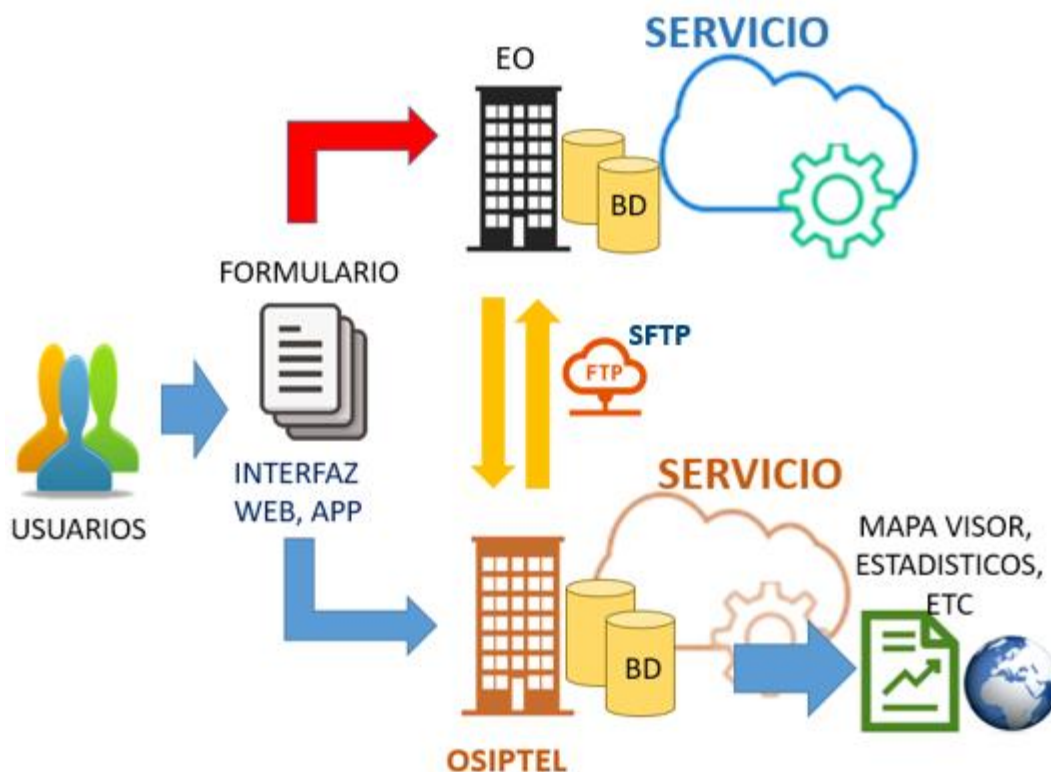 SERVICIO
EO
BD
FORMULARIO
SFTP
FTP
INTERFAZ
WEB, APP
USUARIOS
SERVICIO
MAPA VISOR,
ESTADISTICOS,
ETC
BD
OSIPTEL